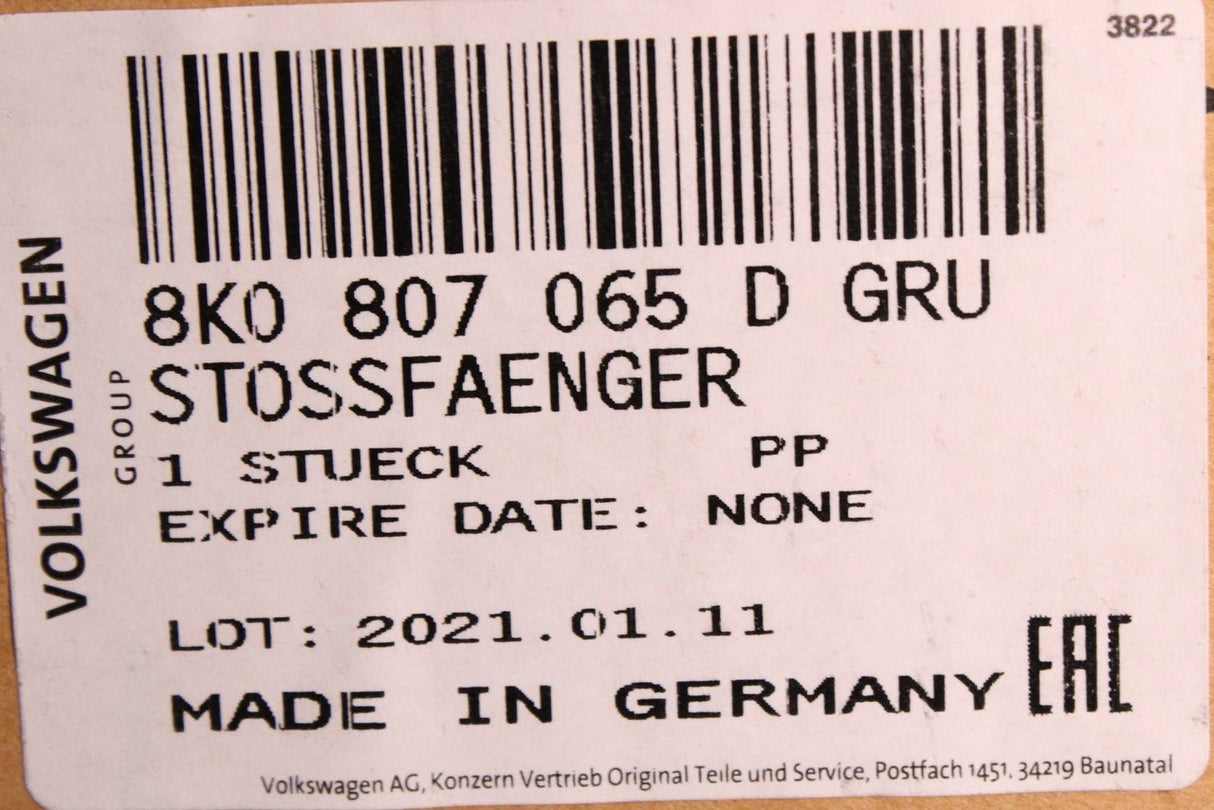 3822
8K0 807 065 D GRU
STOSSFAENGER
1 STUECK PP
EXPIRE DATE: NONE
LOT: 2021.01.11
MADE IN GERMANY EAC
Volkswagen AG, Konzern Vertrieb Original Teile und Service, Postfach 1451, 34219 Baunatal
VOLKSWAGEN
GROUP